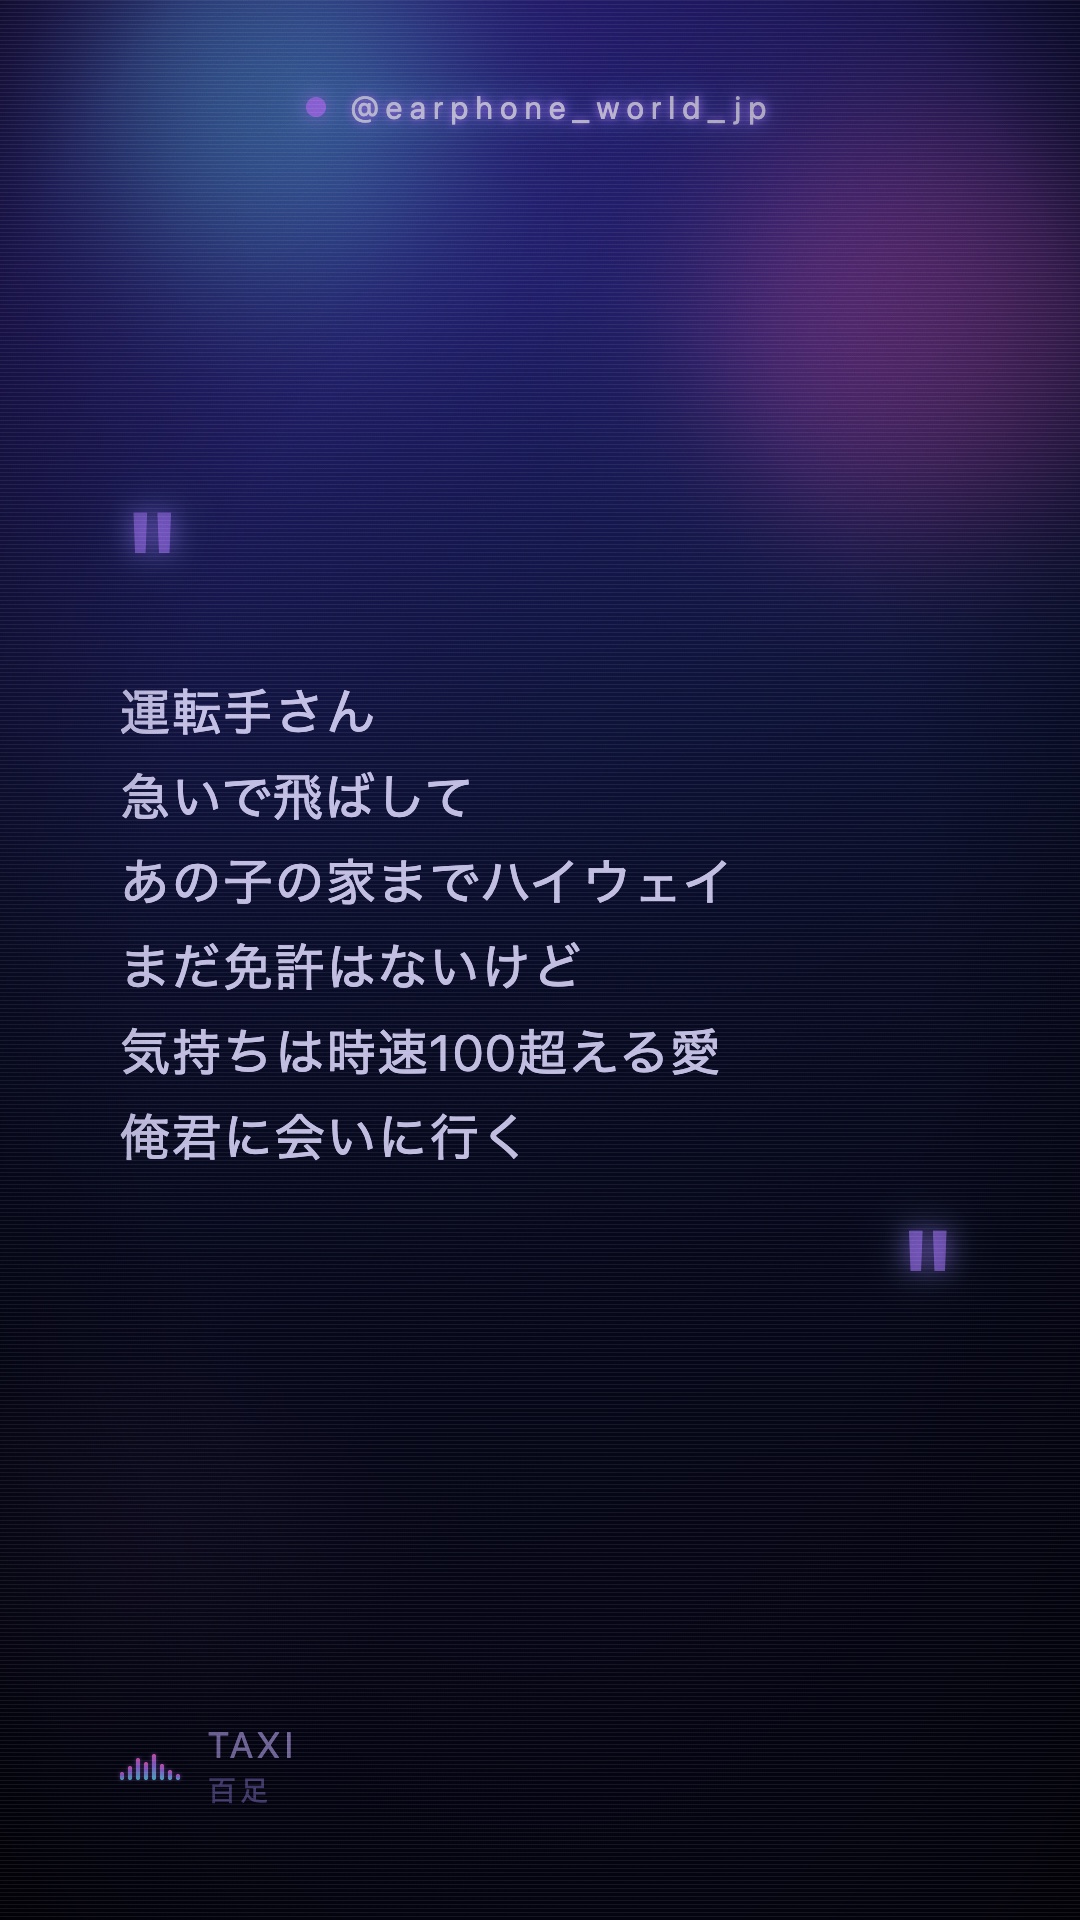 @earphone_world_jp
"
運転手さん
急いで飛ばして
あの子の家までハイウェイ
まだ免許はないけど
気持ちは時速100超える愛
俺君に会いに行く
"
TAXI
百足